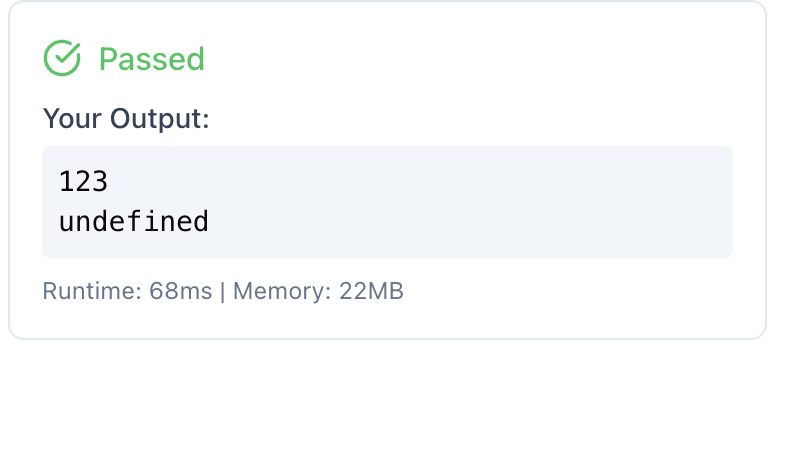 Passed
Your Output:
123
undefined
Runtime: 68ms | Memory: 22MB